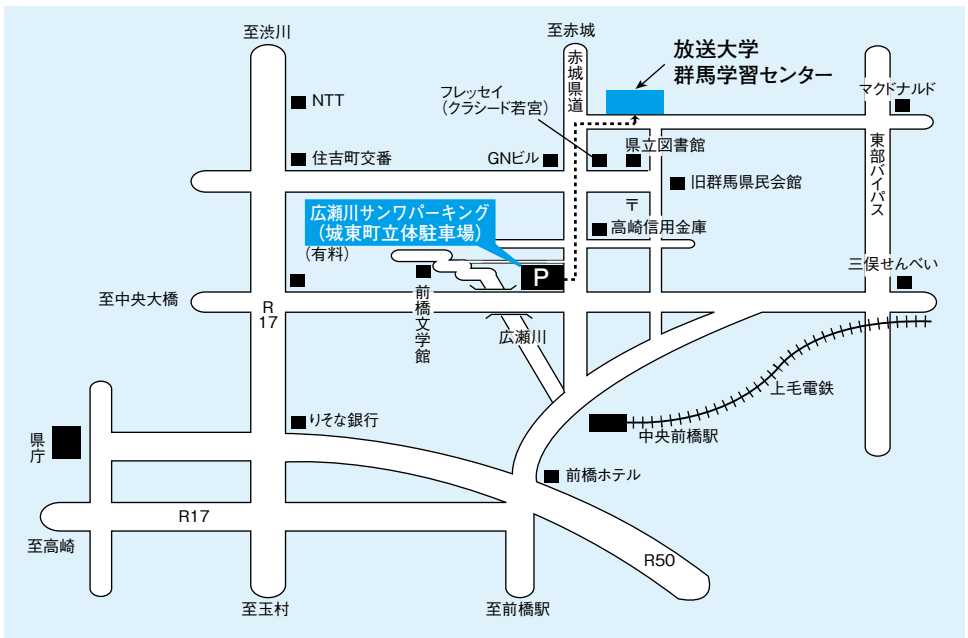 至渋川
至赤城
放送大学
群馬学習センター
赤城県道
フレッセイ
（クラシード若宮）
マクドナルド
NTT
住吉町交番
GNビル
県立図書館
東部バイパス
旧群馬県民会館
〒
広瀬川サンワパーキング
（城東町立体駐車場）
（有料）
高崎信用金庫
三俣せんべい
P
至中央大橋
R
17
前橋文学館
広瀬川
上毛電鉄
りそな銀行
中央前橋駅
県庁
前橋ホテル
R17
R50
至高崎
至玉村
至前橋駅